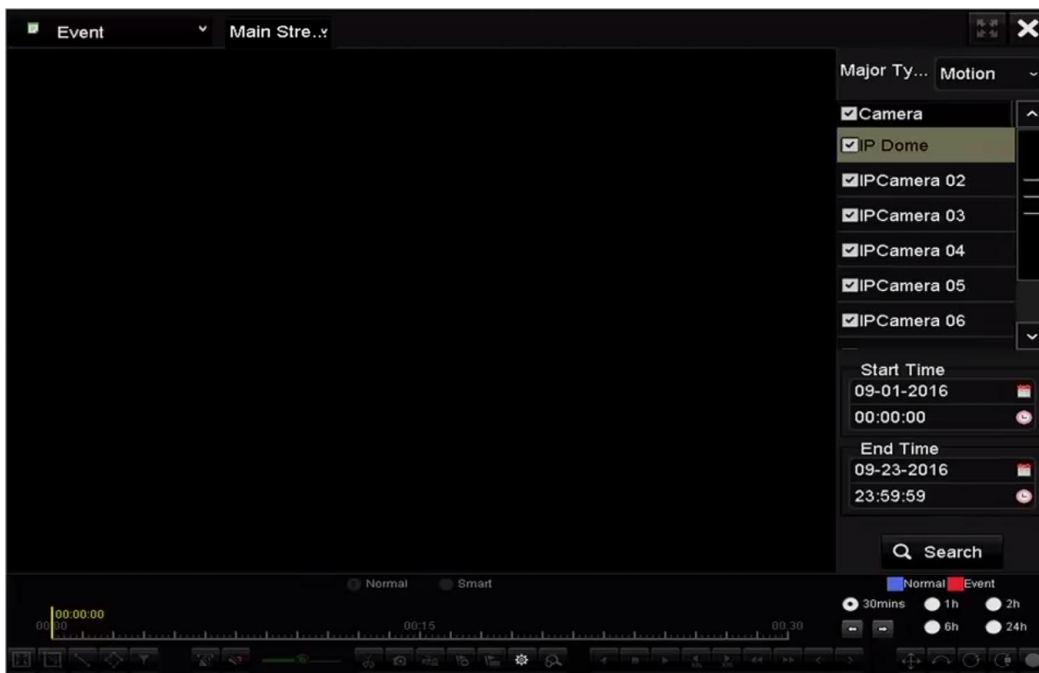 Event
Main Stre..
Major Ty... Motion
Camera
IP Dome
IPCamera 02
IPCamera 03
IPCamera 04
IPCamera 05
IPCamera 06
Start Time
09-01-2016
00:00:00
End Time
09-23-2016
23:59:59
Search
Normal Smart
Normal Event
00:00:00
00:15 00:30
30mins 1h 2h
6h 24h